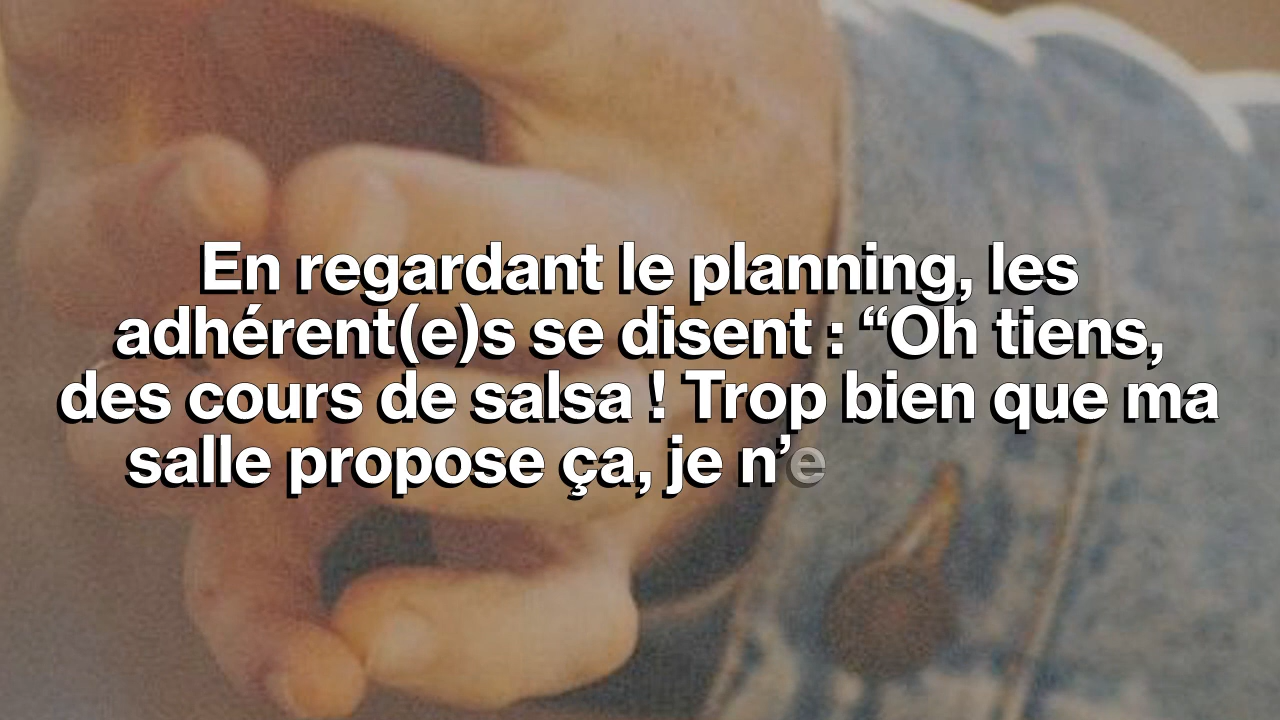 En regardant le planning, les
adhérent(e)s se disent : “Oh tiens,
des cours de salsa ! Trop bien que ma
salle propose ça, je n’e